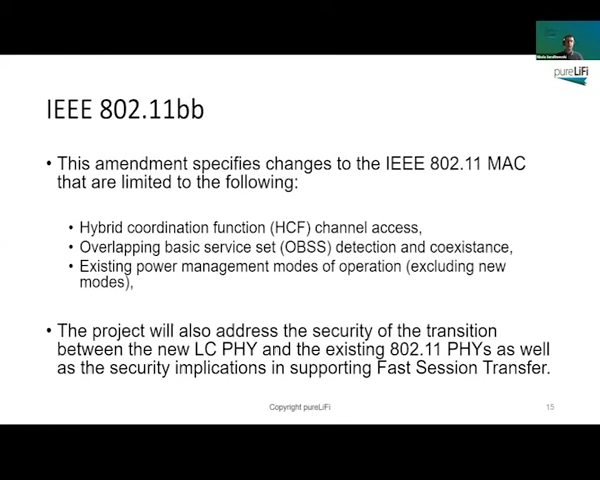 pureLiFi
IEEE 802.11bb
• This amendment specifies changes to the IEEE 802.11 MAC
that are limited to the following:
• Hybrid coordination function (HCF) channel access,
• Overlapping basic service set (OBSS) detection and coexistance,
• Existing power management modes of operation (excluding new
modes),
• The project will also address the security of the transition
between the new LC PHY and the existing 802.11 PHYs as well
as the security implications in supporting Fast Session Transfer.
Copyright pureLiFi
15